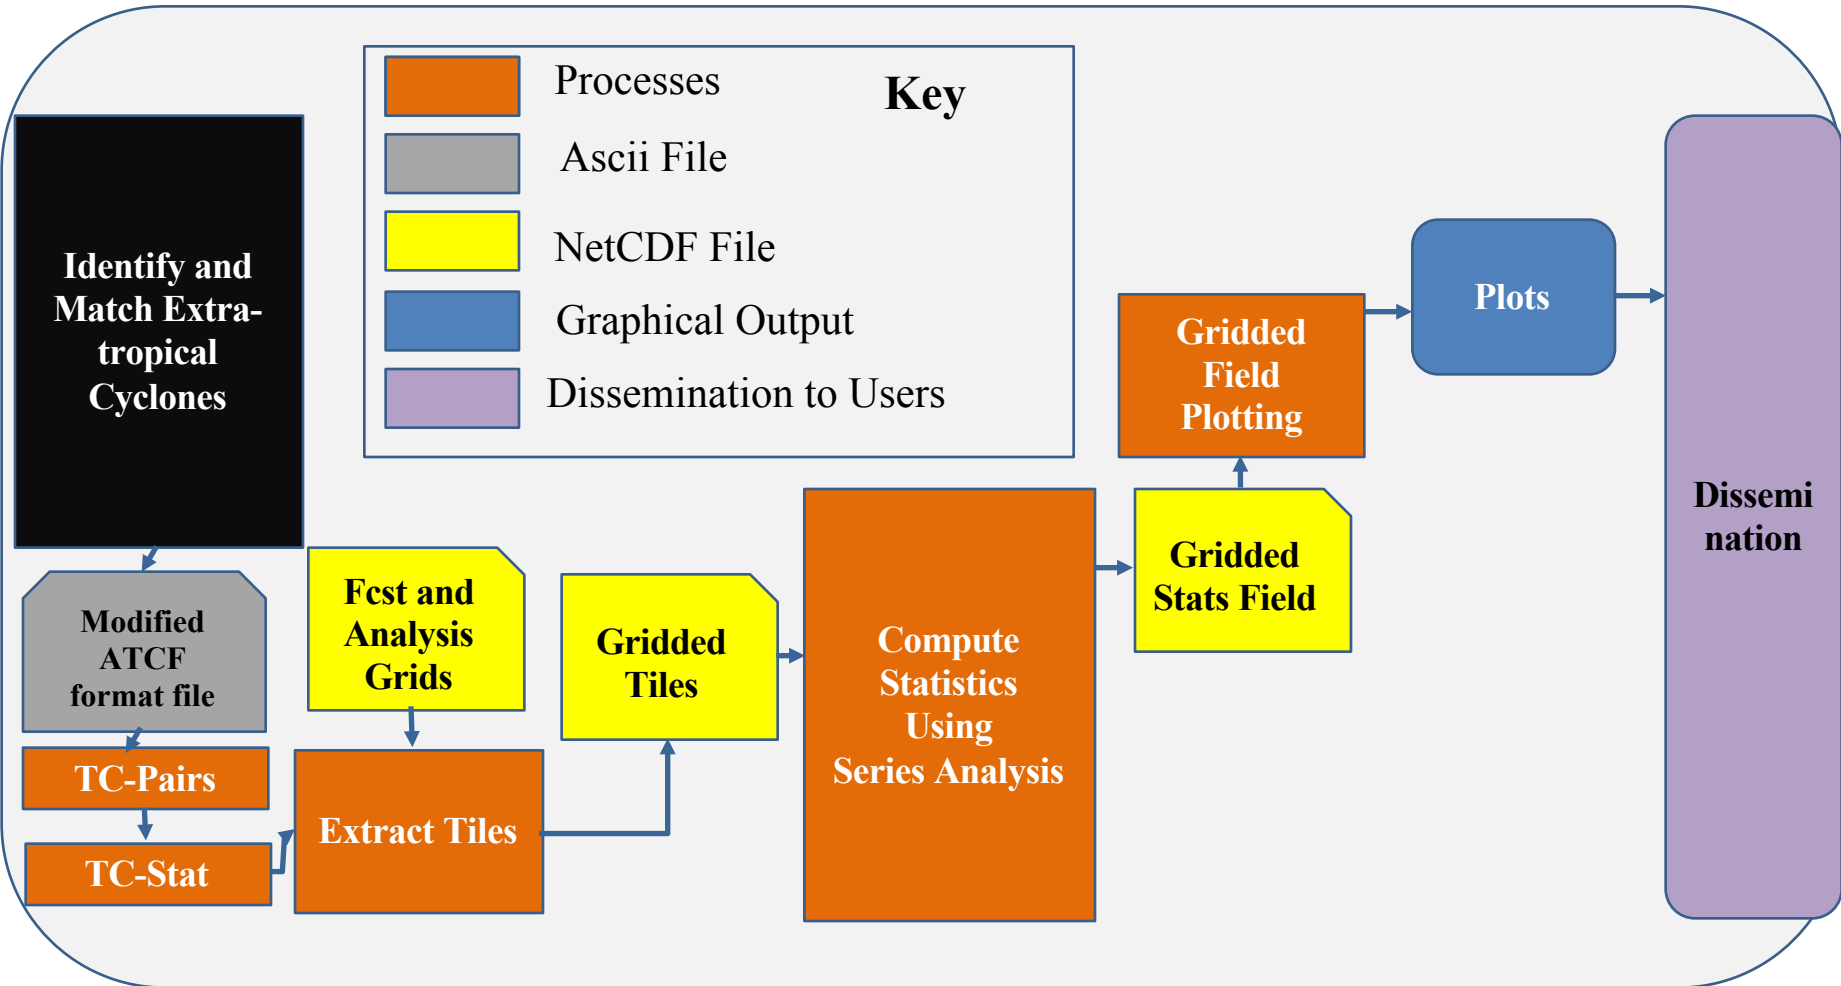 Key
Processes
Ascii File
NetCDF File
Graphical Output
Dissemination to Users
Identify and
Match Extra-
tropical
Cyclones
Modified
ATCF
format file
TC-Pairs
TC-Stat
Fcst and
Analysis
Grids
Extract Tiles
Gridded
Tiles
Compute
Statistics
Using
Series Analysis
Gridded
Stats Field
Gridded
Field
Plotting
Plots
Dissemi
nation